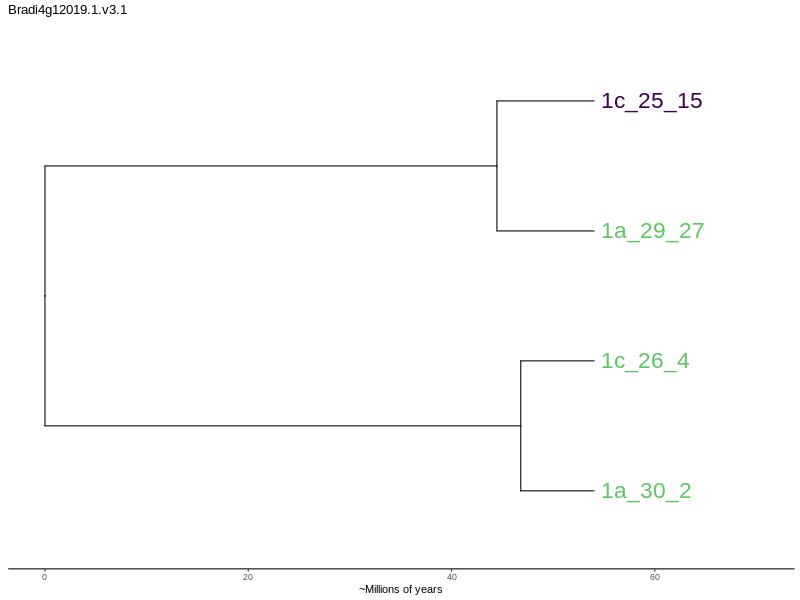 Bradi4g12019.1.v3.1
1c_25_15
1a_29_27
1c_26_4
1a_30_2
0 20 40 60
~Millions of years